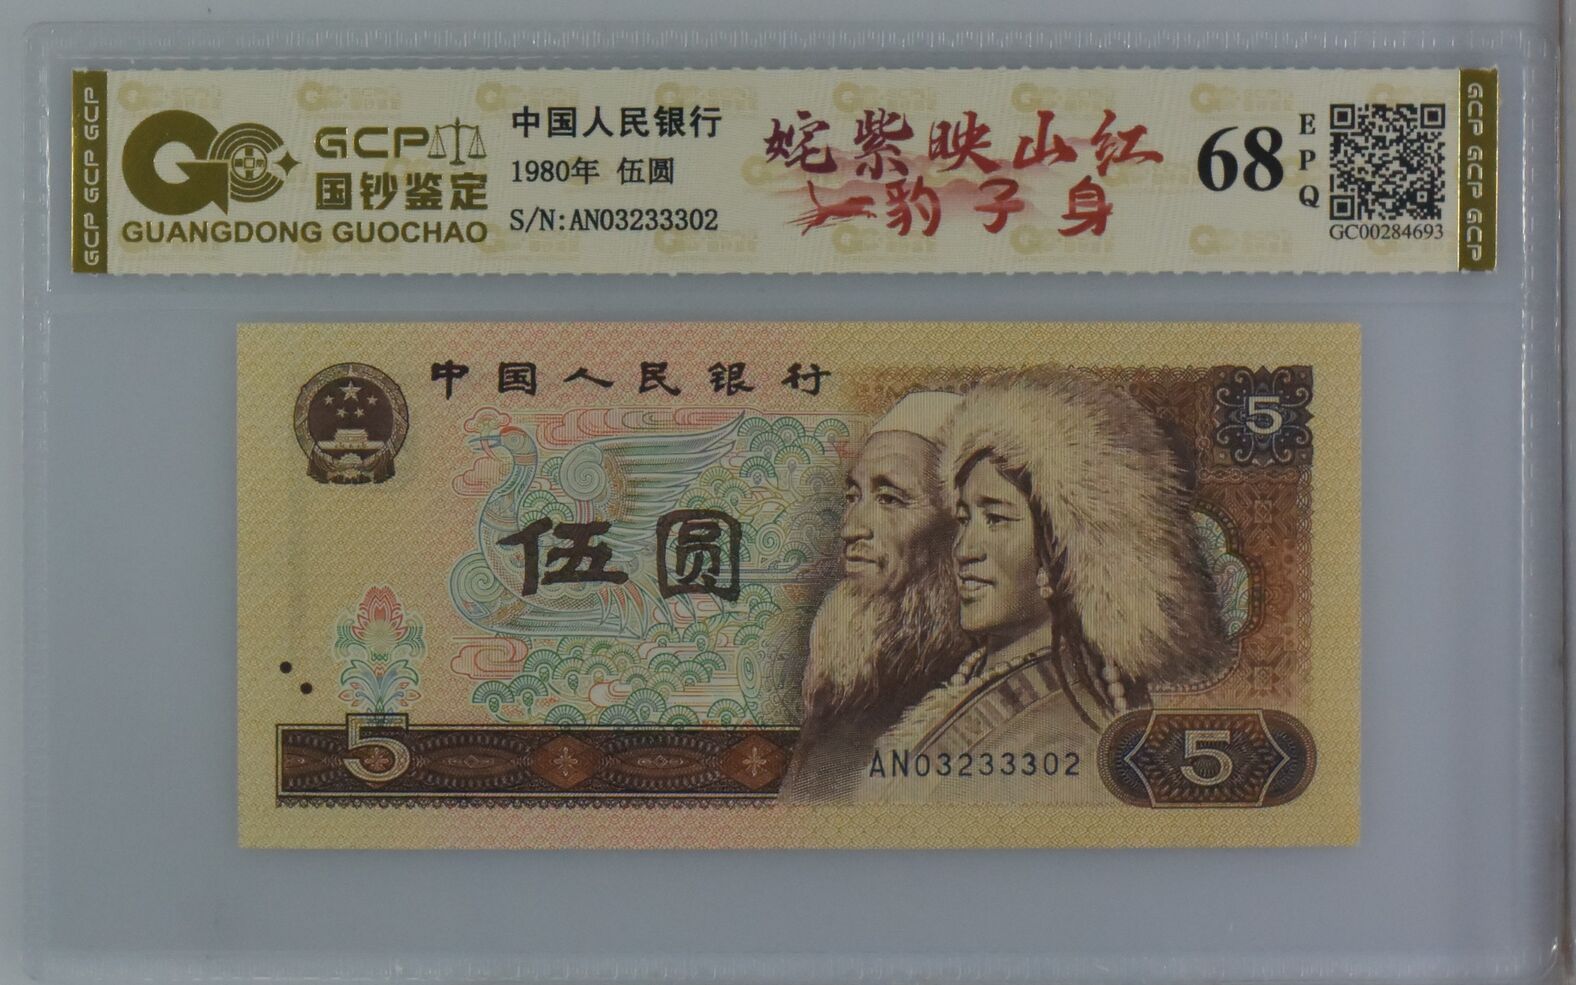 GCP
国钞鉴定
GUANGDONG GUOCHAO
中国人民银行
1980年 伍圆
S/N:AN03233302
姹紫映山红
豹子身
68
EPQ
GC00284693
GCP GCP GCP
GCP GCP GCP
中国人民银行
5
伍圆
5
AN03233302
5